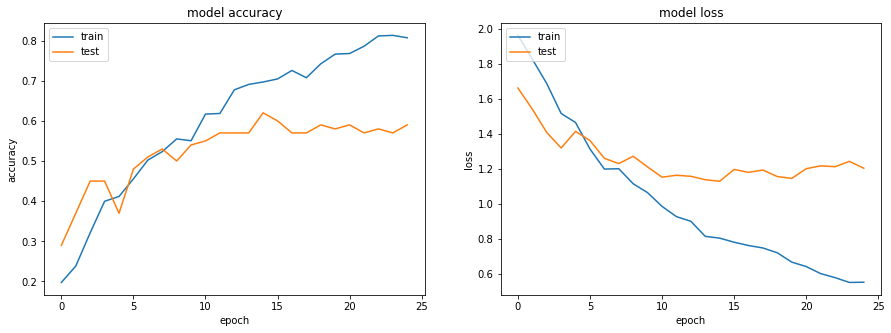 model accuracy
train
test
0.8
0.7
0.6
0.5
0.4
0.3
0.2
accuracy
0 5 10 15 20 25
epoch
model loss
train
test
2.0
1.8
1.6
1.4
1.2
1.0
0.8
0.6
loss
0 5 10 15 20 25
epoch